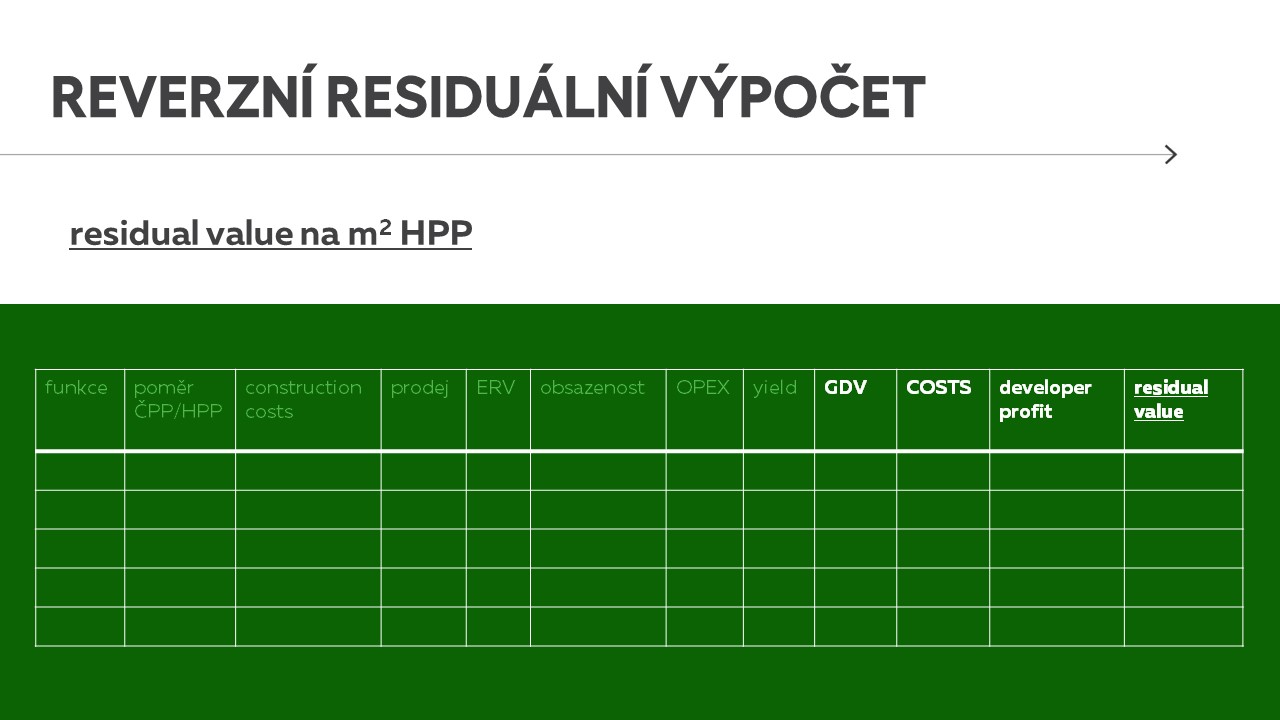 REVERZNÍ RESIDUÁLNÍ VÝPOČET
residual value na m² HPP
funkce
poměr
ČPP/HPP
construction
costs
prodej
ERV
obsazenost
OPEX
yield
GDV
COSTS
developer
profit
residual
value